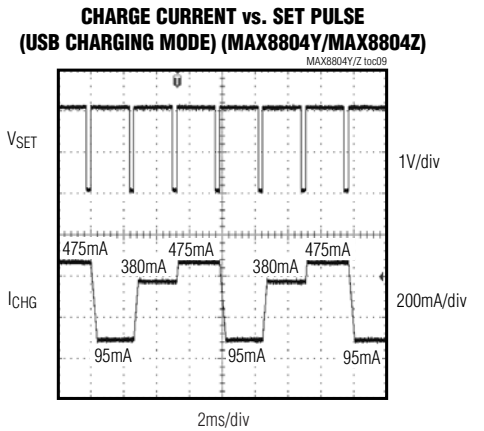 CHARGE CURRENT vs. SET PULSE
(USB CHARGING MODE) (MAX8804Y/MAX8804Z)
MAX8804Y/Z toc09
VSET
1V/div
475mA
380mA
475mA
380mA
475mA
ICHG
200mA/div
95mA
95mA
95mA
2ms/div